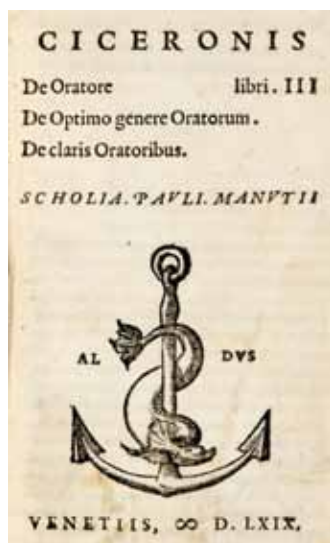 CICERONIS
De Oratore libri. III
De Optimo genere Oratorum.
De claris Oratoribus.
SCHOLIA. PAVLI. MANVTII
AL DVS
VENETIIS, ∞ D. LXIX.